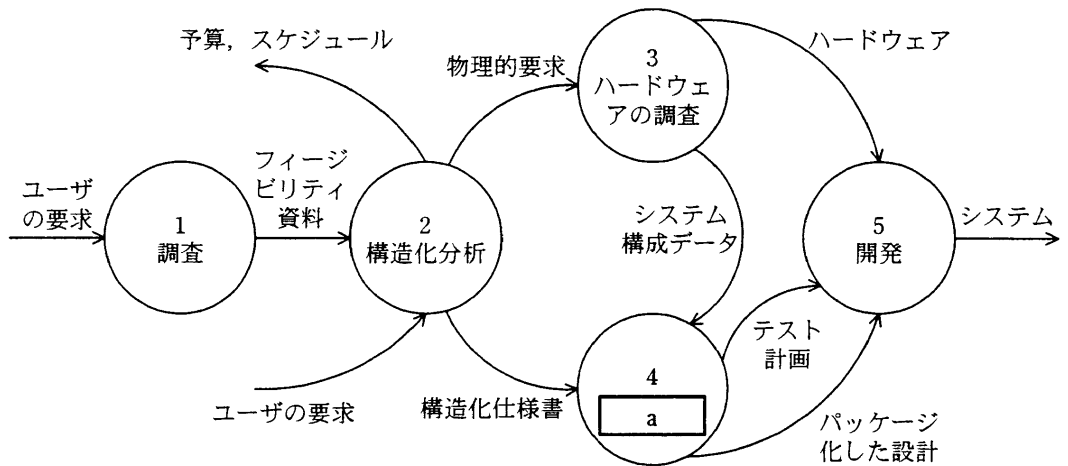 予算，スケジュール
物理的要求
3
ハードウェ
アの調査
ハードウェア
ユーザ
の要求
1
調査
フィージ
ビリティ
資料
2
構造化分析
システム
構成データ
5
開発
システム
テスト
計画
ユーザの要求
構造化仕様書
4
a
パッケージ
化した設計